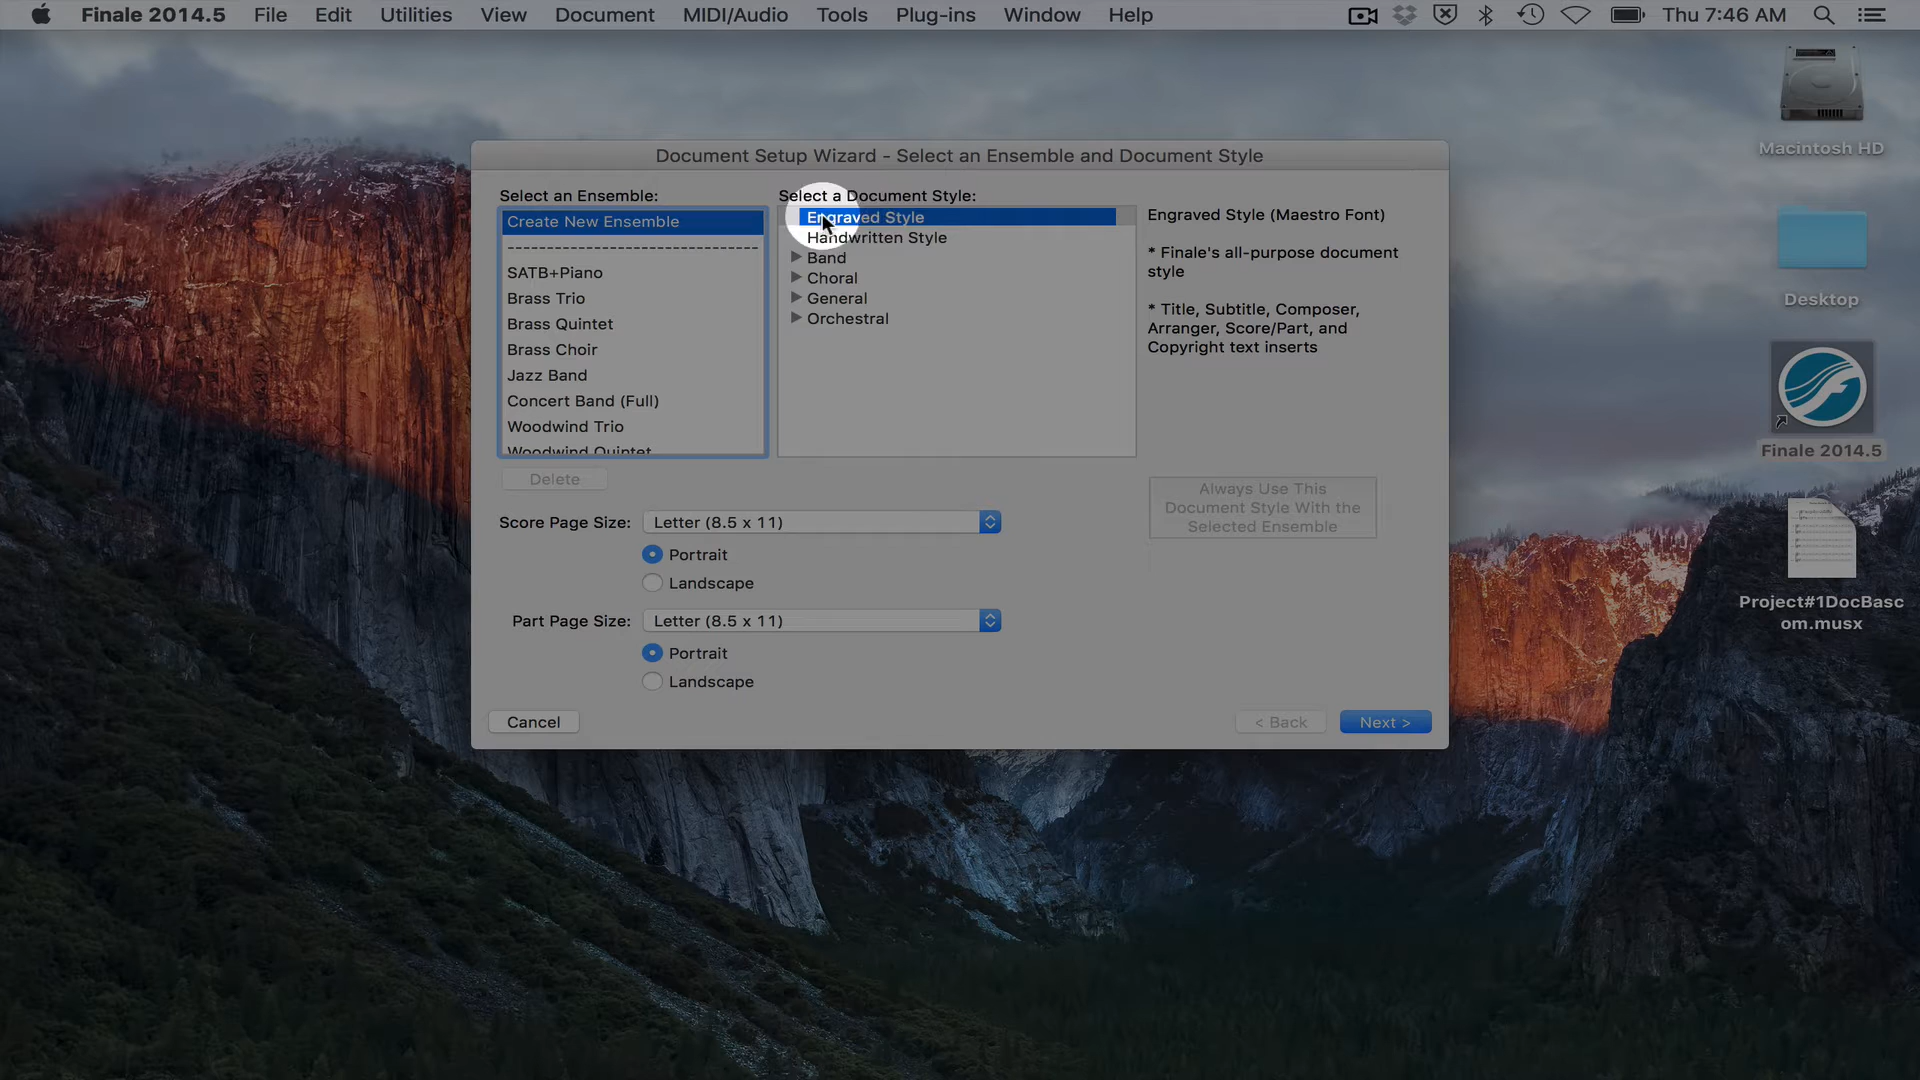 Finale 2014.5 File Edit Utilities View Document MIDI/Audio Tools Plug-ins Window Help Thu 7:46 AM
Macintosh HD
Desktop
Finale 2014.5
Project#1DocBasc
om.musx
Document Setup Wizard - Select an Ensemble and Document Style
Select an Ensemble:
Create New Ensemble
SATB+Piano
Brass Trio
Brass Quintet
Brass Choir
Jazz Band
Concert Band (Full)
Woodwind Trio
Woodwind Quintet
Delete
Select a Document Style:
Engraved Style
Handwritten Style
Band
Choral
General
Orchestral
Engraved Style (Maestro Font)
* Finale's all-purpose document
style
* Title, Subtitle, Composer,
Arranger, Score/Part, and
Copyright text inserts
Always Use This
Document Style With the
Selected Ensemble
Score Page Size: Letter (8.5 x 11)
Portrait
Landscape
Part Page Size: Letter (8.5 x 11)
Portrait
Landscape
Cancel
< Back
Next >